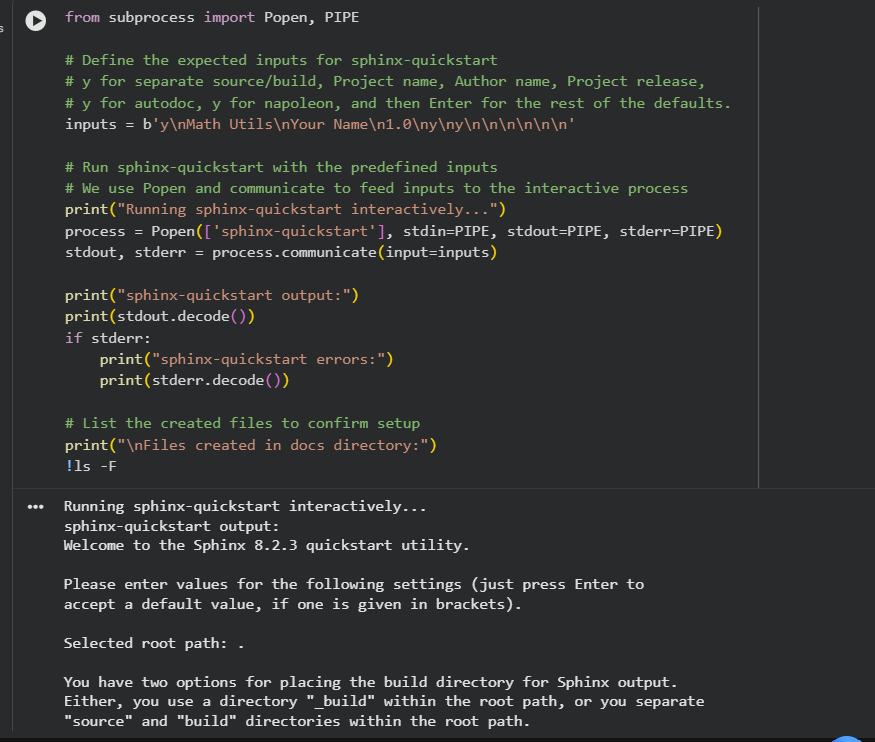 s
from subprocess import Popen, PIPE
# Define the expected inputs for sphinx-quickstart
# y for separate source/build, Project name, Author name, Project release,
# y for autodoc, y for napoleon, and then Enter for the rest of the defaults.
inputs = b'y\nMath Utils\nYour Name\n1.0\ny\ny\n\n\n\n\n\n'
# Run sphinx-quickstart with the predefined inputs
# We use Popen and communicate to feed inputs to the interactive process
print("Running sphinx-quickstart interactively...")
process = Popen(['sphinx-quickstart'], stdin=PIPE, stdout=PIPE, stderr=PIPE)
stdout, stderr = process.communicate(input=inputs)
print("sphinx-quickstart output:")
print(stdout.decode())
if stderr:
    print("sphinx-quickstart errors:")
    print(stderr.decode())
# List the created files to confirm setup
print("\nFiles created in docs directory:")
!ls -F
Running sphinx-quickstart interactively...
sphinx-quickstart output:
Welcome to the Sphinx 8.2.3 quickstart utility.
Please enter values for the following settings (just press Enter to
accept a default value, if one is given in brackets).
Selected root path: .
You have two options for placing the build directory for Sphinx output.
Either, you use a directory "_build" within the root path, or you separate
"source" and "build" directories within the root path.